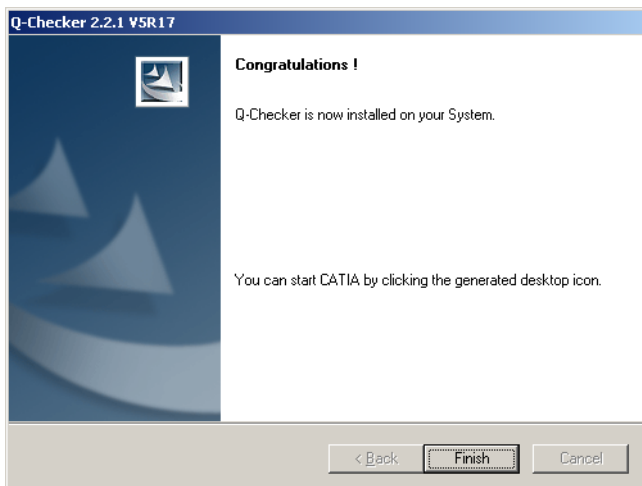 Q-Checker 2.2.1 V5R17
Congratulations !
Q-Checker is now installed on your System.
You can start CATIA by clicking the generated desktop icon.
< Back
Finish
Cancel